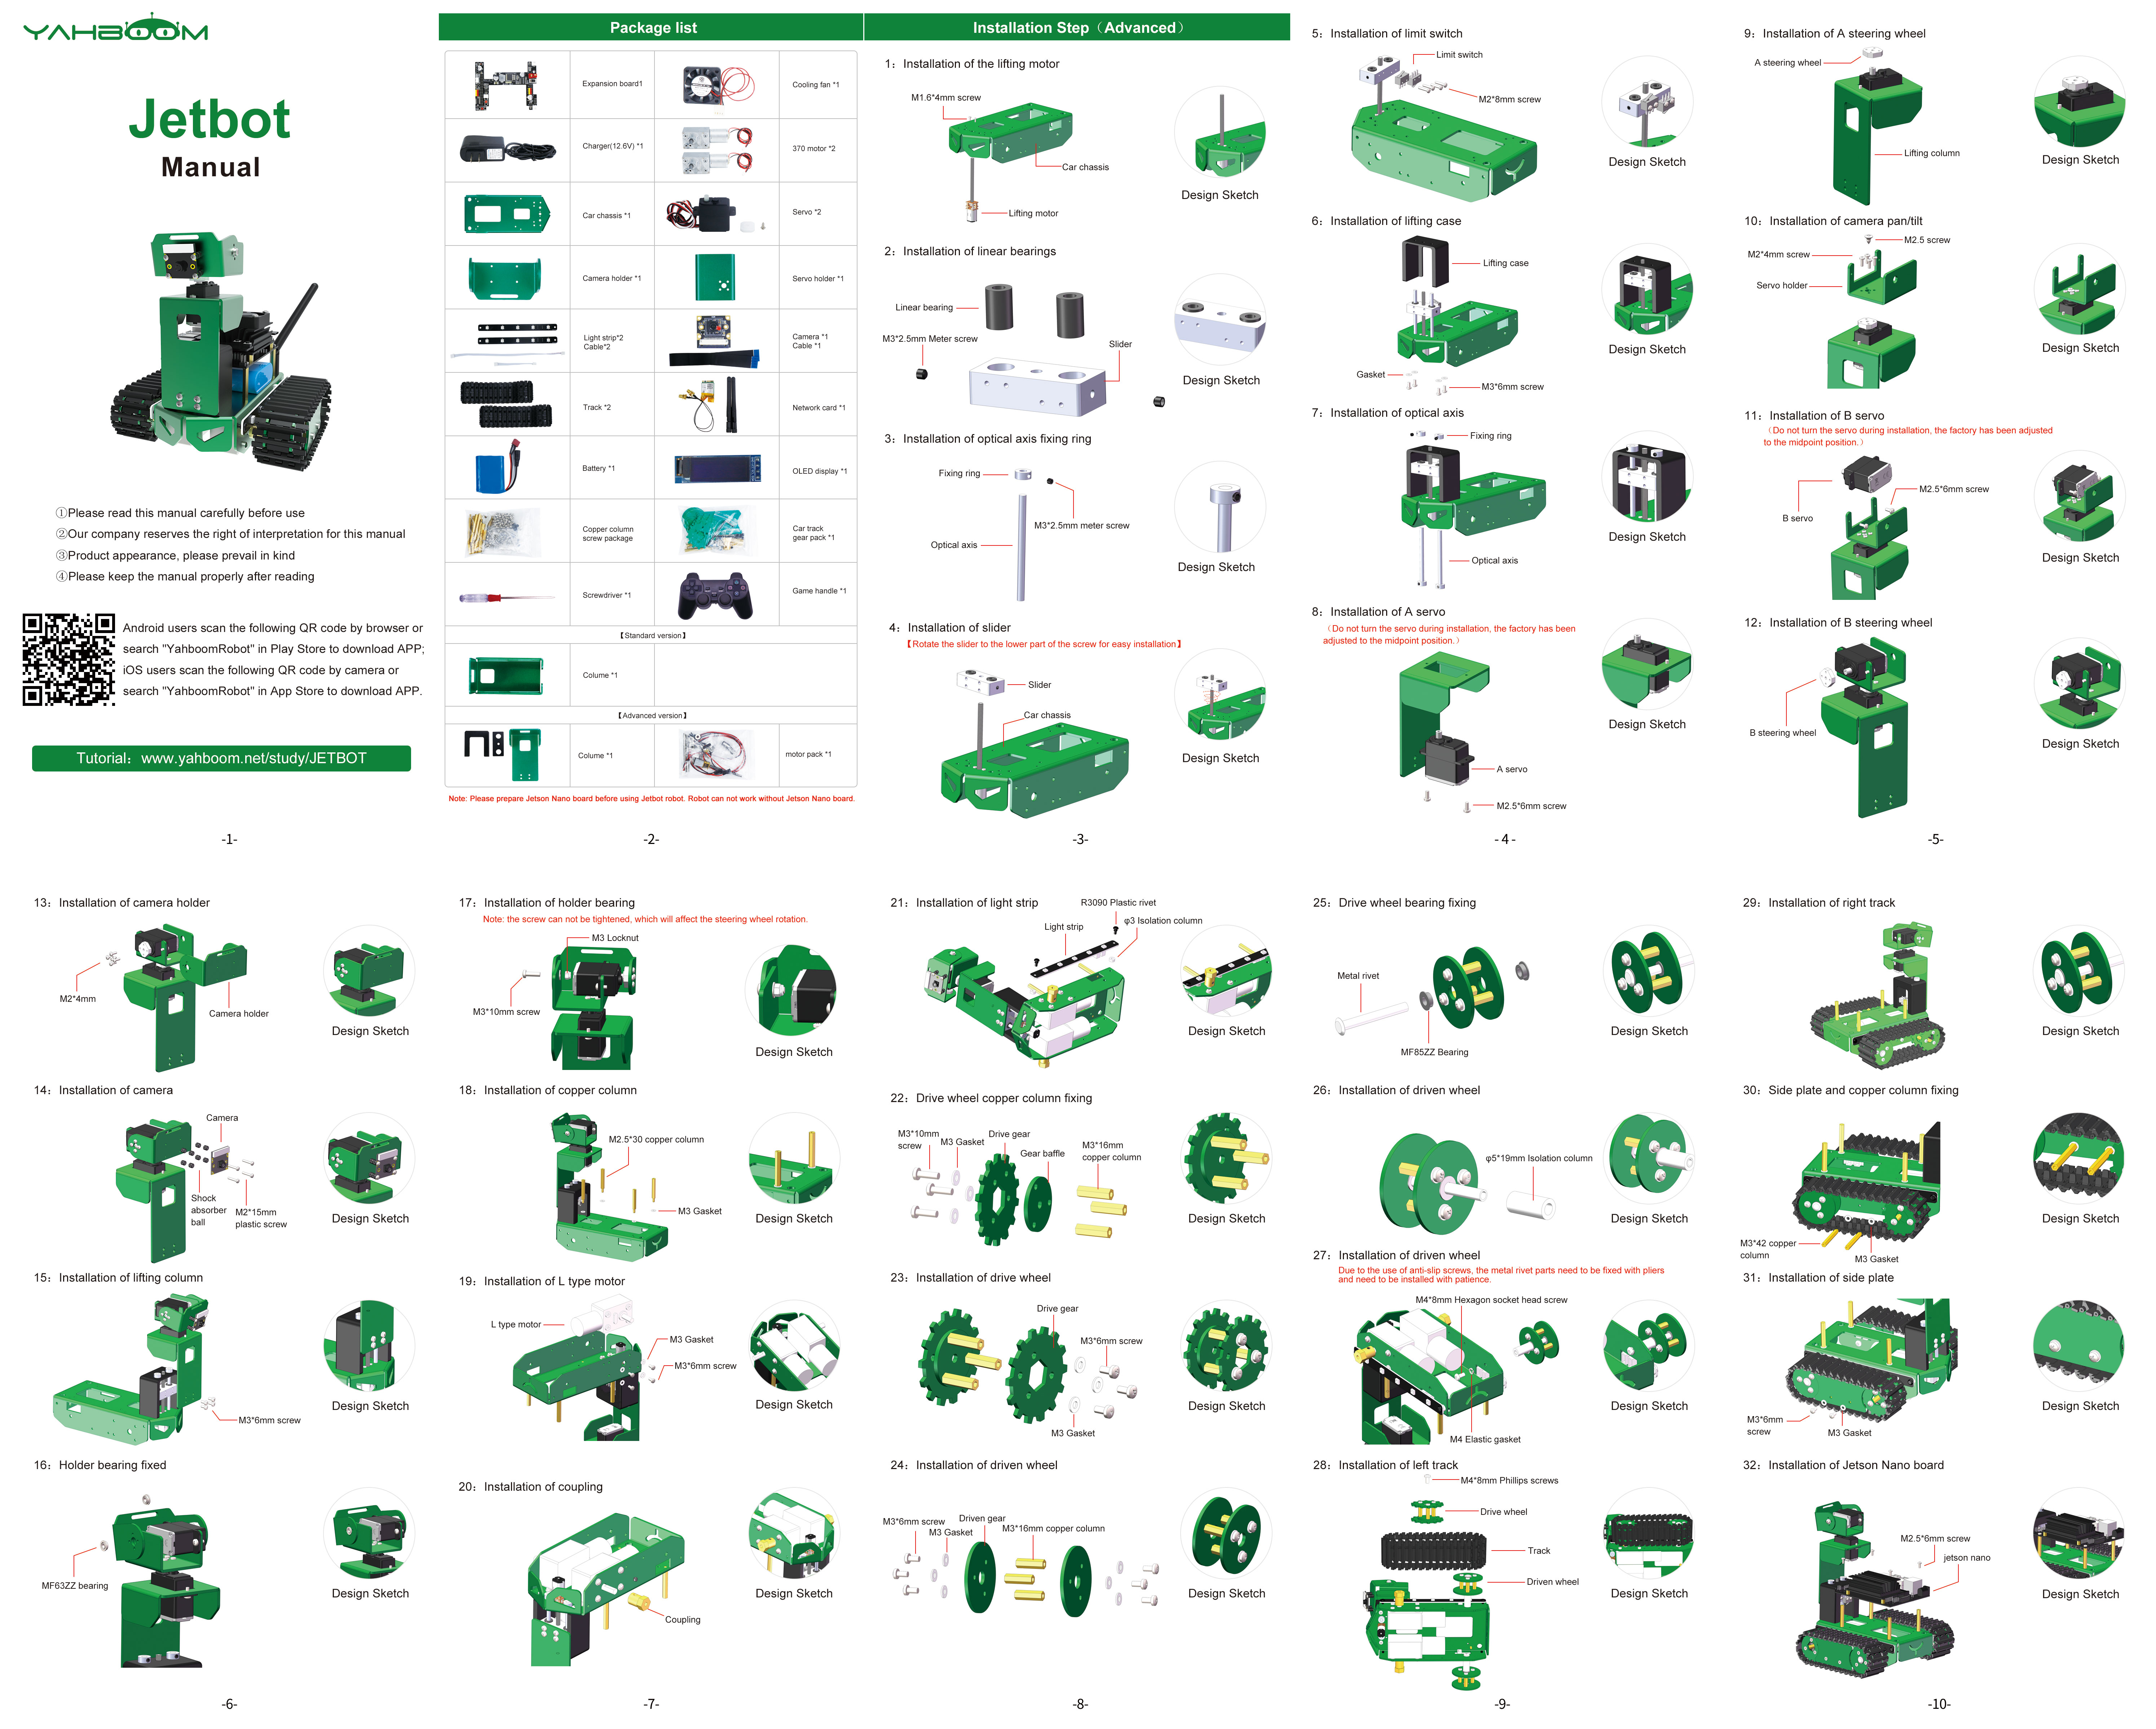 YAHBOOM
Jetbot
Manual
①Please read this manual carefully before use
②Our company reserves the right of interpretation for this manual
③Product appearance, please prevail in kind
④Please keep the manual properly after reading
Android users scan the following QR code by browser or
search "YahboomRobot" in Play Store to download APP;
iOS users scan the following QR code by camera or
search "YahboomRobot" in App Store to download APP.
Tutorial：www.yahboom.net/study/JETBOT
-1-
Package list
Expansion board1
Cooling fan *1
Charger(12.6V) *1
370 motor *2
Car chassis *1
Servo *2
Camera holder *1
Servo holder *1
Light strip*2
Cable*2
Camera *1
Cable *1
Track *2
Network card *1
Battery *1
OLED display *1
Copper column
screw package
Car track
gear pack *1
Screwdriver *1
Game handle *1
【Standard version】
Colume *1
【Advanced version】
Colume *1
motor pack *1
Note: Please prepare Jetson Nano board before using Jetbot robot. Robot can not work without Jetson Nano board.
-2-
Installation Step（Advanced）
1：Installation of the lifting motor
M1.6*4mm screw
Car chassis
Lifting motor
Design Sketch
2：Installation of linear bearings
Linear bearing
M3*2.5mm Meter screw
Slider
Design Sketch
3：Installation of optical axis fixing ring
Fixing ring
M3*2.5mm meter screw
Optical axis
Design Sketch
4：Installation of slider
【Rotate the slider to the lower part of the screw for easy installation】
Slider
Car chassis
Design Sketch
-3-
5：Installation of limit switch
Limit switch
M2*8mm screw
Design Sketch
6：Installation of lifting case
Lifting case
Gasket
M3*6mm screw
Design Sketch
7：Installation of optical axis
Fixing ring
Optical axis
Design Sketch
8：Installation of A servo
（Do not turn the servo during installation, the factory has been
adjusted to the midpoint position.）
A servo
M2.5*6mm screw
Design Sketch
- 4 -
9：Installation of A steering wheel
A steering wheel
Lifting column
Design Sketch
10：Installation of camera pan/tilt
M2.5 screw
M2*4mm screw
Servo holder
Design Sketch
11：Installation of B servo
（Do not turn the servo during installation, the factory has been adjusted
to the midpoint position.）
M2.5*6mm screw
B servo
Design Sketch
12：Installation of B steering wheel
B steering wheel
Design Sketch
-5-
13：Installation of camera holder
M2*4mm
Camera holder
Design Sketch
14：Installation of camera
Camera
Shock
absorber
ball
M2*15mm
plastic screw
Design Sketch
15：Installation of lifting column
M3*6mm screw
Design Sketch
16：Holder bearing fixed
MF63ZZ bearing
Design Sketch
-6-
17：Installation of holder bearing
Note: the screw can not be tightened, which will affect the steering wheel rotation.
M3 Locknut
M3*10mm screw
Design Sketch
18：Installation of copper column
M2.5*30 copper column
M3 Gasket
Design Sketch
19：Installation of L type motor
L type motor
M3 Gasket
M3*6mm screw
Design Sketch
20：Installation of coupling
Coupling
Design Sketch
-7-
21：Installation of light strip
R3090 Plastic rivet
φ3 Isolation column
Light strip
Design Sketch
22：Drive wheel copper column fixing
M3*10mm
screw
M3 Gasket
Drive gear
Gear baffle
M3*16mm
copper column
Design Sketch
23：Installation of drive wheel
Drive gear
M3*6mm screw
M3 Gasket
Design Sketch
24：Installation of driven wheel
M3*6mm screw
M3 Gasket
Driven gear
M3*16mm copper column
Design Sketch
-8-
25：Drive wheel bearing fixing
Metal rivet
MF85ZZ Bearing
Design Sketch
26：Installation of driven wheel
φ5*19mm Isolation column
Design Sketch
27：Installation of driven wheel
Due to the use of anti-slip screws, the metal rivet parts need to be fixed with pliers
and need to be installed with patience.
M4*8mm Hexagon socket head screw
M4 Elastic gasket
Design Sketch
28：Installation of left track
M4*8mm Phillips screws
Drive wheel
Track
Driven wheel
Design Sketch
-9-
29：Installation of right track
Design Sketch
30：Side plate and copper column fixing
M3*42 copper
column
M3 Gasket
Design Sketch
31：Installation of side plate
M3*6mm
screw
M3 Gasket
Design Sketch
32：Installation of Jetson Nano board
M2.5*6mm screw
jetson nano
Design Sketch
-10-